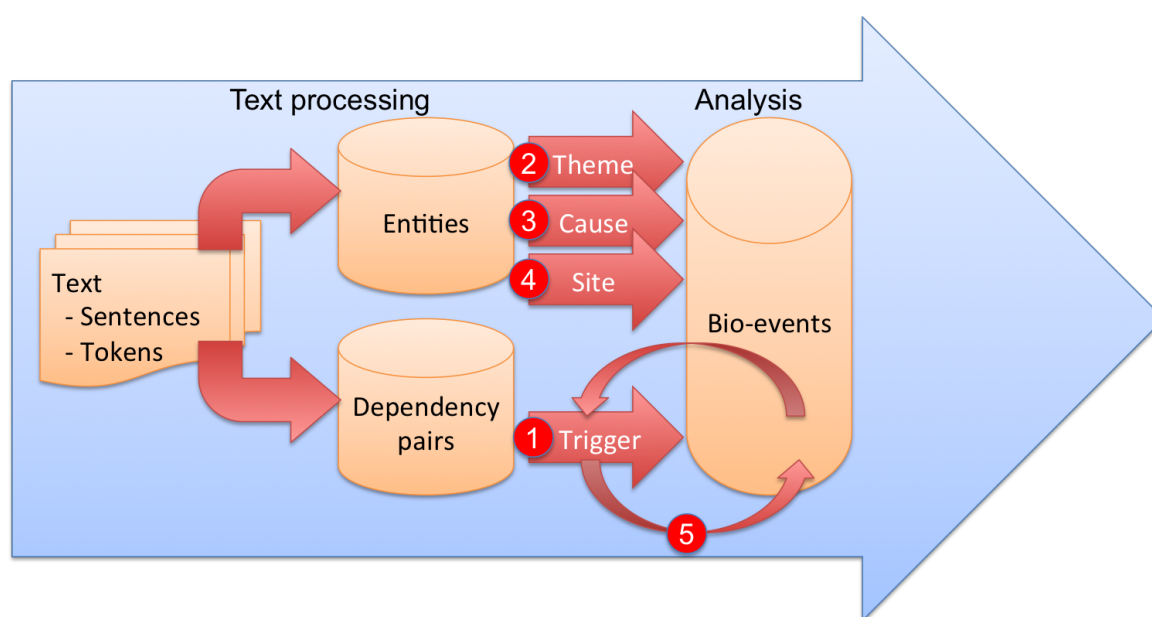 Text processing
Analysis
Text
- Sentences
- Tokens
Entities
Dependency
pairs
2 Theme
3 Cause
4 Site
1 Trigger
Bio-events
5